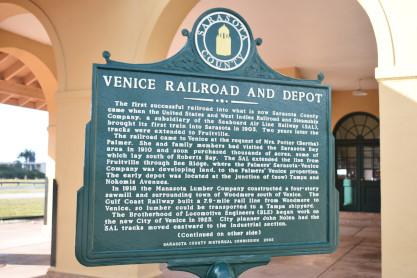 SARASOTA
COUNTY
VENICE RAILROAD AND DEPOT
The first successful railroad into what is now Sarasota County
came when the United States and West Indies Railroad and Steamship
Company, a subsidiary of the Seaboard Air Line Railway (SAL),
brought its first train into Sarasota in 1903. Two years later the
tracks were extended to Fruitville.
The railroad came to Venice at the request of Mrs. Potter (Bertha)
Palmer. She and family members had visited the Sarasota Bay
area in 1910 and soon purchased thousands of acres, some of
which lay south of Roberts Bay. The SAL extended the line from
Fruitville through Bee Ridge, where the Palmers' Sarasota-Venice
Company was developing land, to the Palmers' Venice properties.
The early depot was located at the junction of (now) Tampa and
Nokomis Avenues.
In 1918 the Manasota Lumber Company constructed a four-story
sawmill and surrounding town of Woodmere south of Venice. The
Gulf Coast Railway built a 7.9-mile rail line from Woodmere to
Venice, so lumber could be transported to a Tampa shipyard.
The Brotherhood of Locomotive Engineers (BLE) began work on
the new City of Venice in 1925. City planner John Nolen had the
SAL tracks moved eastward to the Industrial section.
(Continued on other side)
SARASOTA COUNTY HISTORICAL COMMISSION 2003